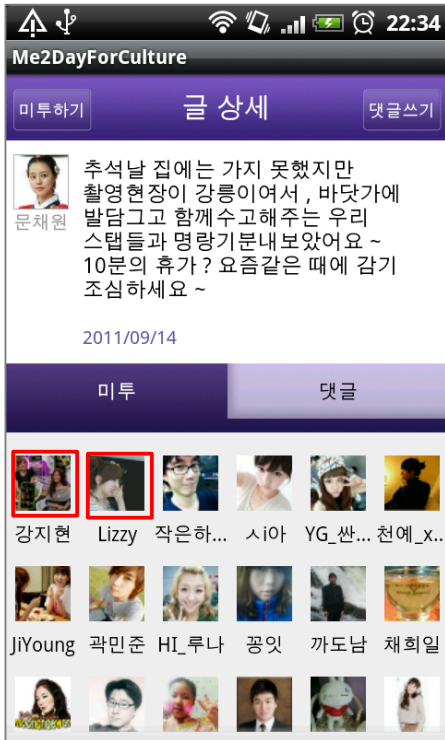 22:34
Me2DayForCulture
미투하기
글 상세
댓글쓰기
추석날 집에는 가지 못했지만
촬영현장이 강릉이여서 , 바닷가에
발담그고 함께수고해주는 우리
스탭들과 명랑기분내보았어요 ~
10분의 휴가 ? 요즘같은 때에 감기
조심하세요 ~
문채원
2011/09/14
미투
댓글
강지현
Lizzy
작은하...
ㅅi아
YG_싼...
천예_x..
JiYoung
곽민준
HI_루나
꽁잇
까도남
채희일